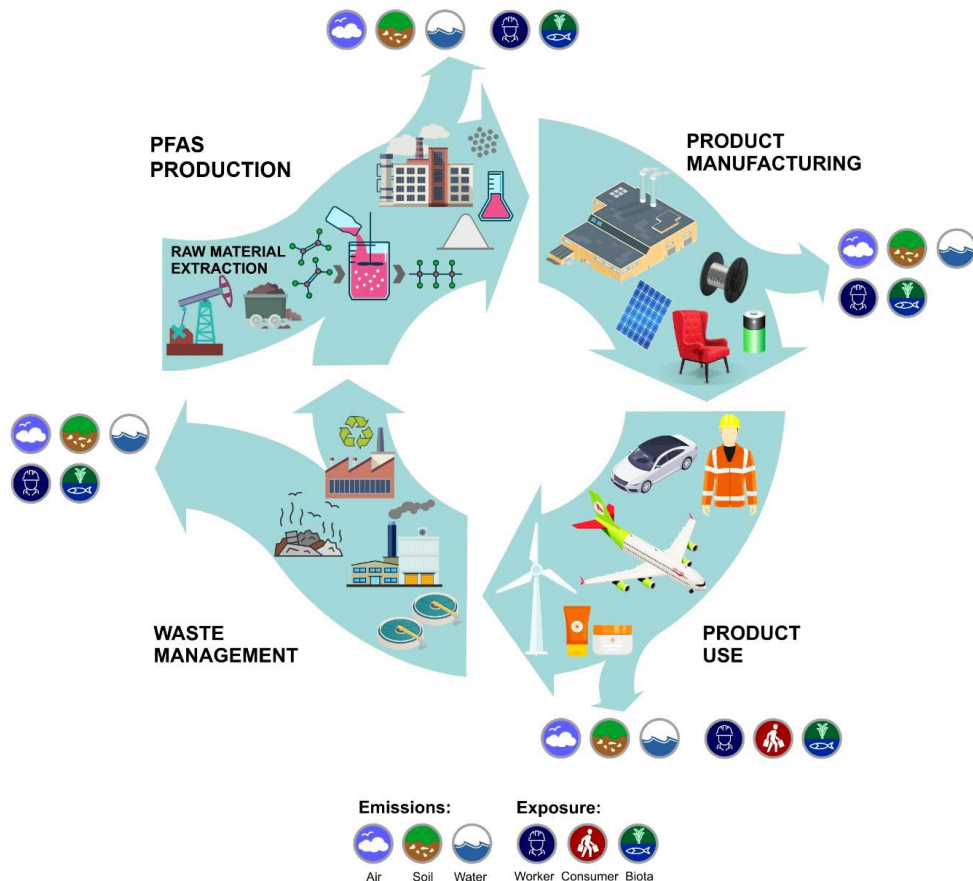 PFAS
PRODUCTION
PRODUCT
MANUFACTURING
RAW MATERIAL
EXTRACTION
WASTE
MANAGEMENT
PRODUCT
USE
Emissions:
Exposure:
Air
Soil
Water
Worker
Consumer
Biota